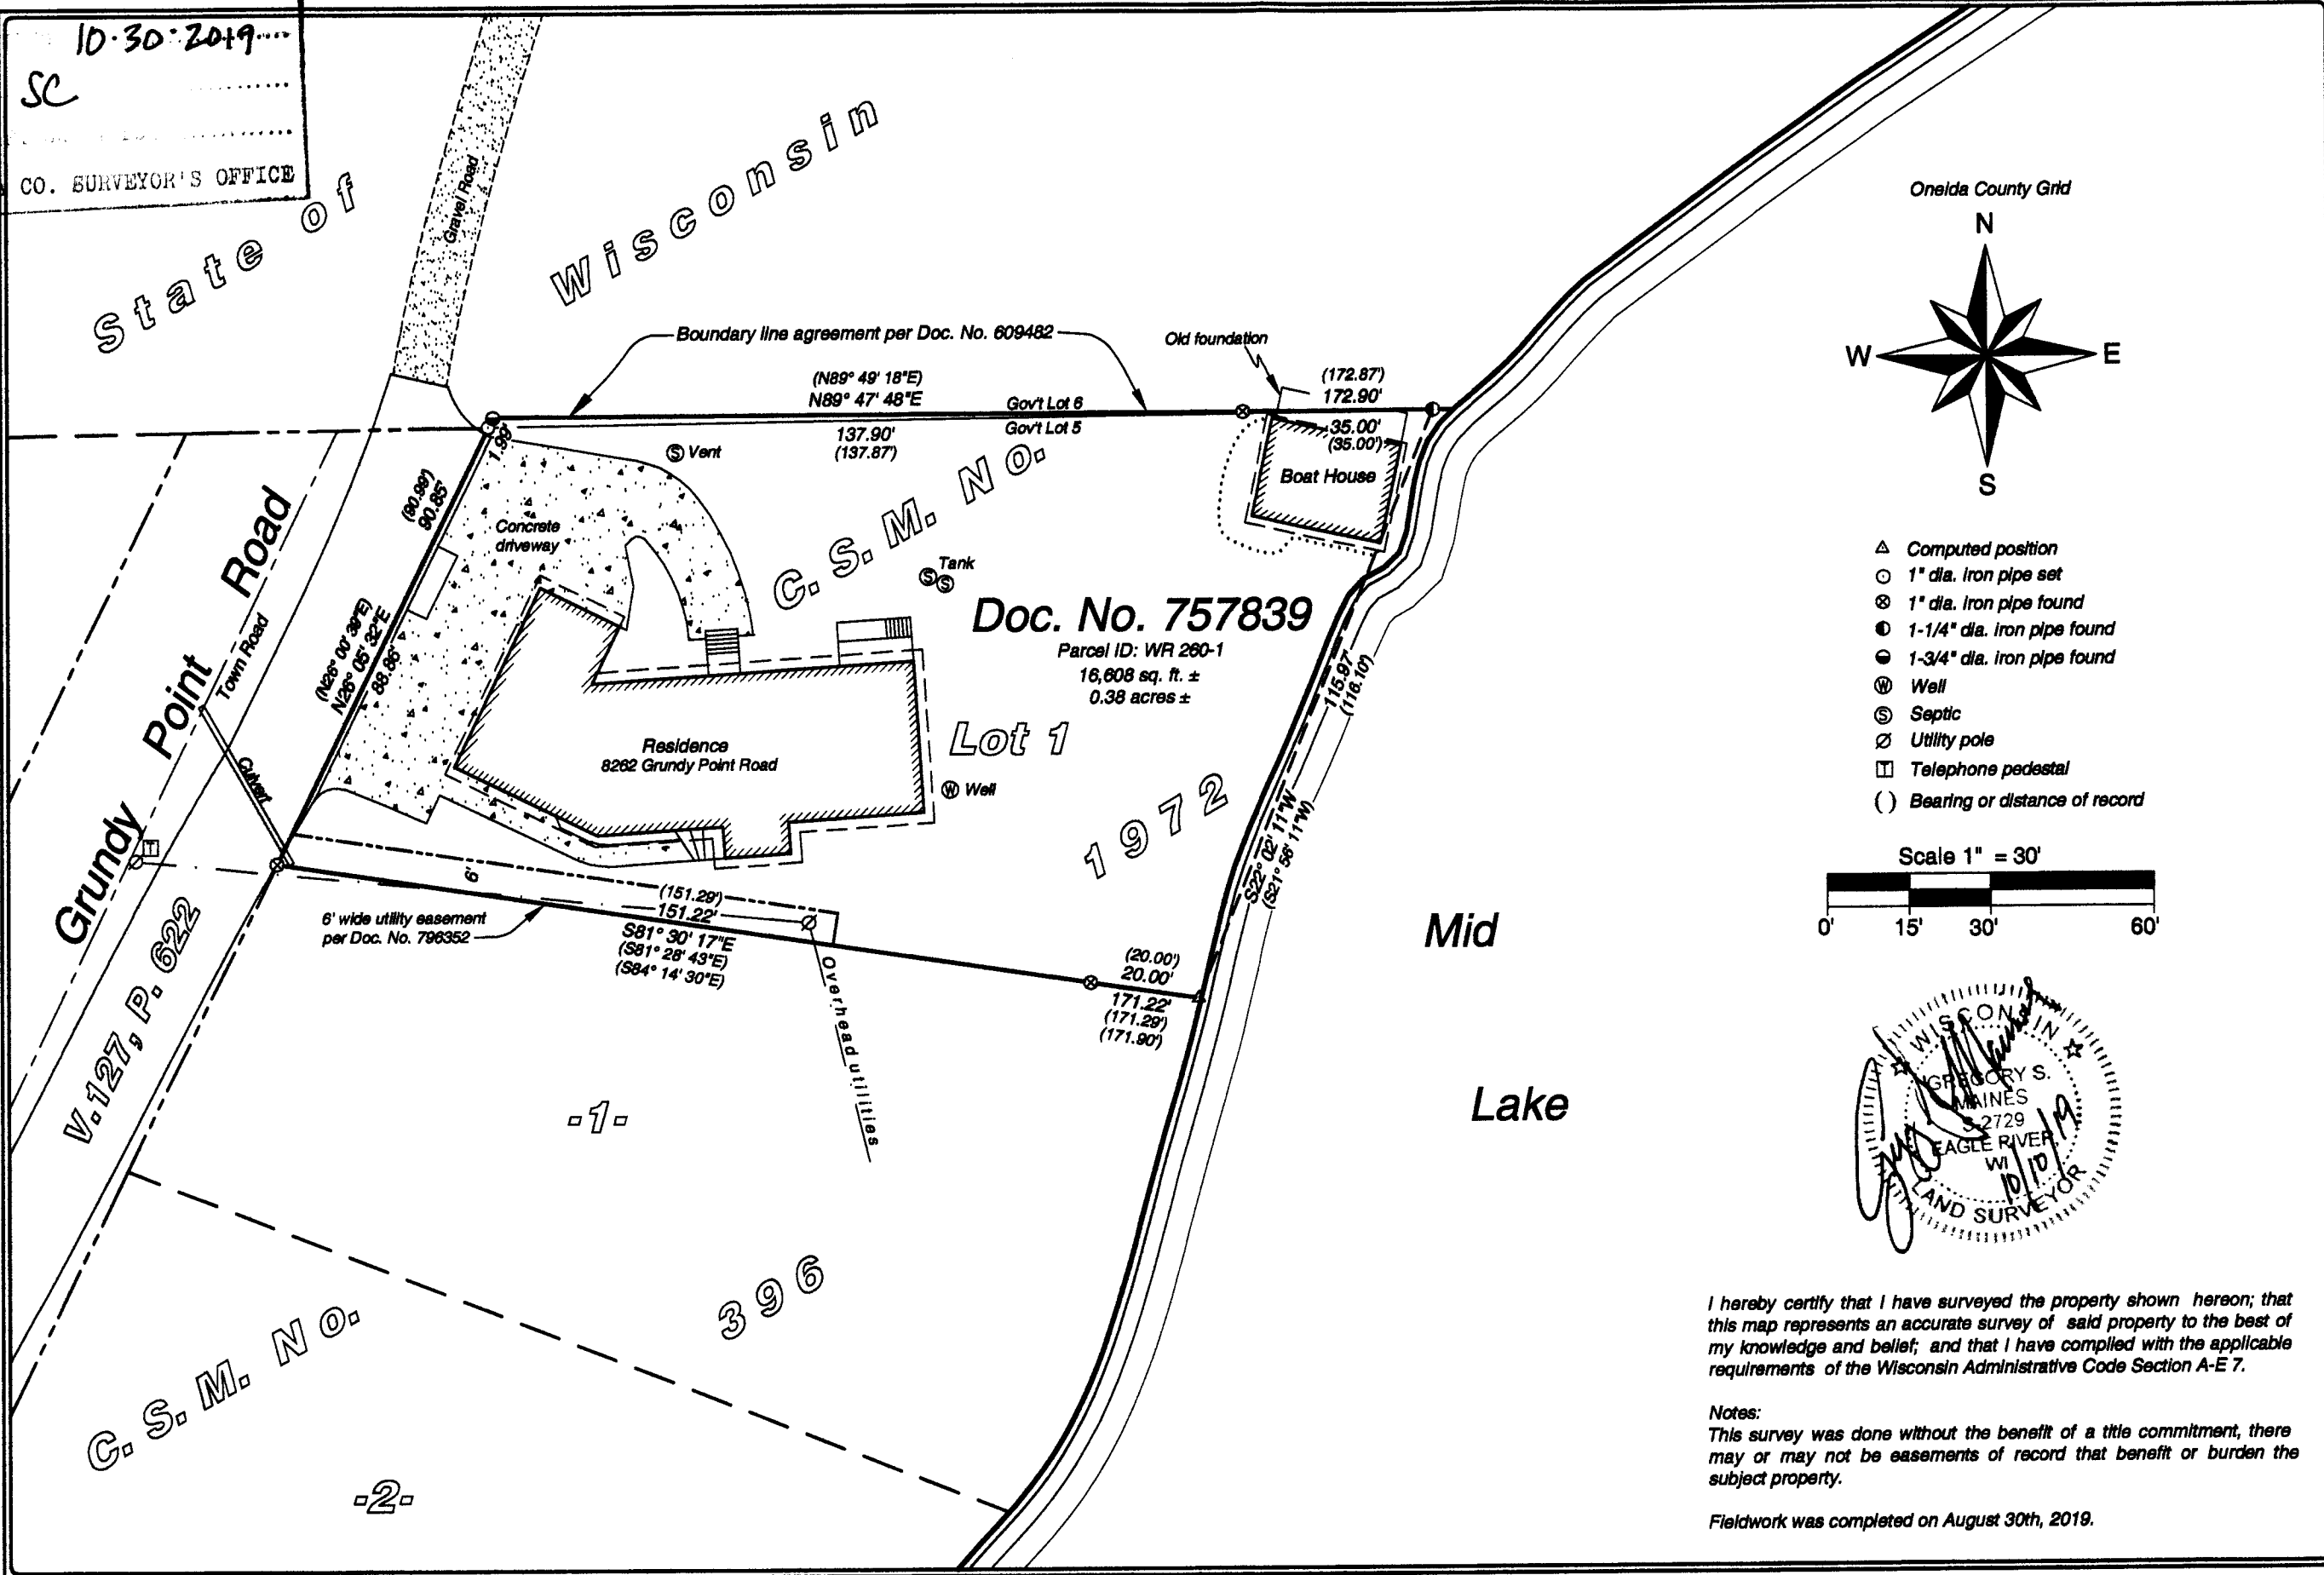 10·30·2019
SC
CO. SURVEYOR'S OFFICE
State of
Wisconsin
Gravel Road
Boundary line agreement per Doc. No. 609482
Old foundation
(N89° 49' 18"E)
N89° 47' 48"E
Gov't Lot 6
Gov't Lot 5
(172.87')
172.90'
137.90'
(137.87')
35.00'
(35.00')
1.99'
Vent
Boat House
(90.99')
90.85'
Concrete
driveway
C. S. M. No.
Tank
Doc. No. 757839
Parcel ID: WR 260-1
16,608 sq. ft. ±
0.38 acres ±
(N26° 00' 39"E)
N26° 05' 32"E
88.86'
Grundy Point Road
Town Road
Culvert
Residence
8262 Grundy Point Road
Lot 1
Well
1972
115.97'
(116.10')
S22° 02' 11"W
(S21° 56' 11"W)
6'
6' wide utility easement
per Doc. No. 796352
(151.29')
151.22'
S81° 30' 17"E
(S81° 28' 43"E)
(S84° 14' 30"E)
Overhead utilities
(20.00')
20.00'
171.22'
(171.29')
(171.90')
Mid
Lake
V.127, P. 622
-1-
C. S. M. No.
396
-2-
Oneida County Grid
N
W
E
S
Computed position
1" dia. iron pipe set
1" dia. iron pipe found
1-1/4" dia. iron pipe found
1-3/4" dia. iron pipe found
W Well
S Septic
Utility pole
T Telephone pedestal
( ) Bearing or distance of record
Scale 1" = 30'
0' 15' 30' 60'
WISCONSIN
GREGORY S.
MAINES
S-2729
EAGLE RIVER,
WI
10/10/19
LAND SURVEYOR
I hereby certify that I have surveyed the property shown hereon; that
this map represents an accurate survey of said property to the best of
my knowledge and belief; and that I have complied with the applicable
requirements of the Wisconsin Administrative Code Section A-E 7.
Notes:
This survey was done without the benefit of a title commitment, there
may or may not be easements of record that benefit or burden the
subject property.
Fieldwork was completed on August 30th, 2019.